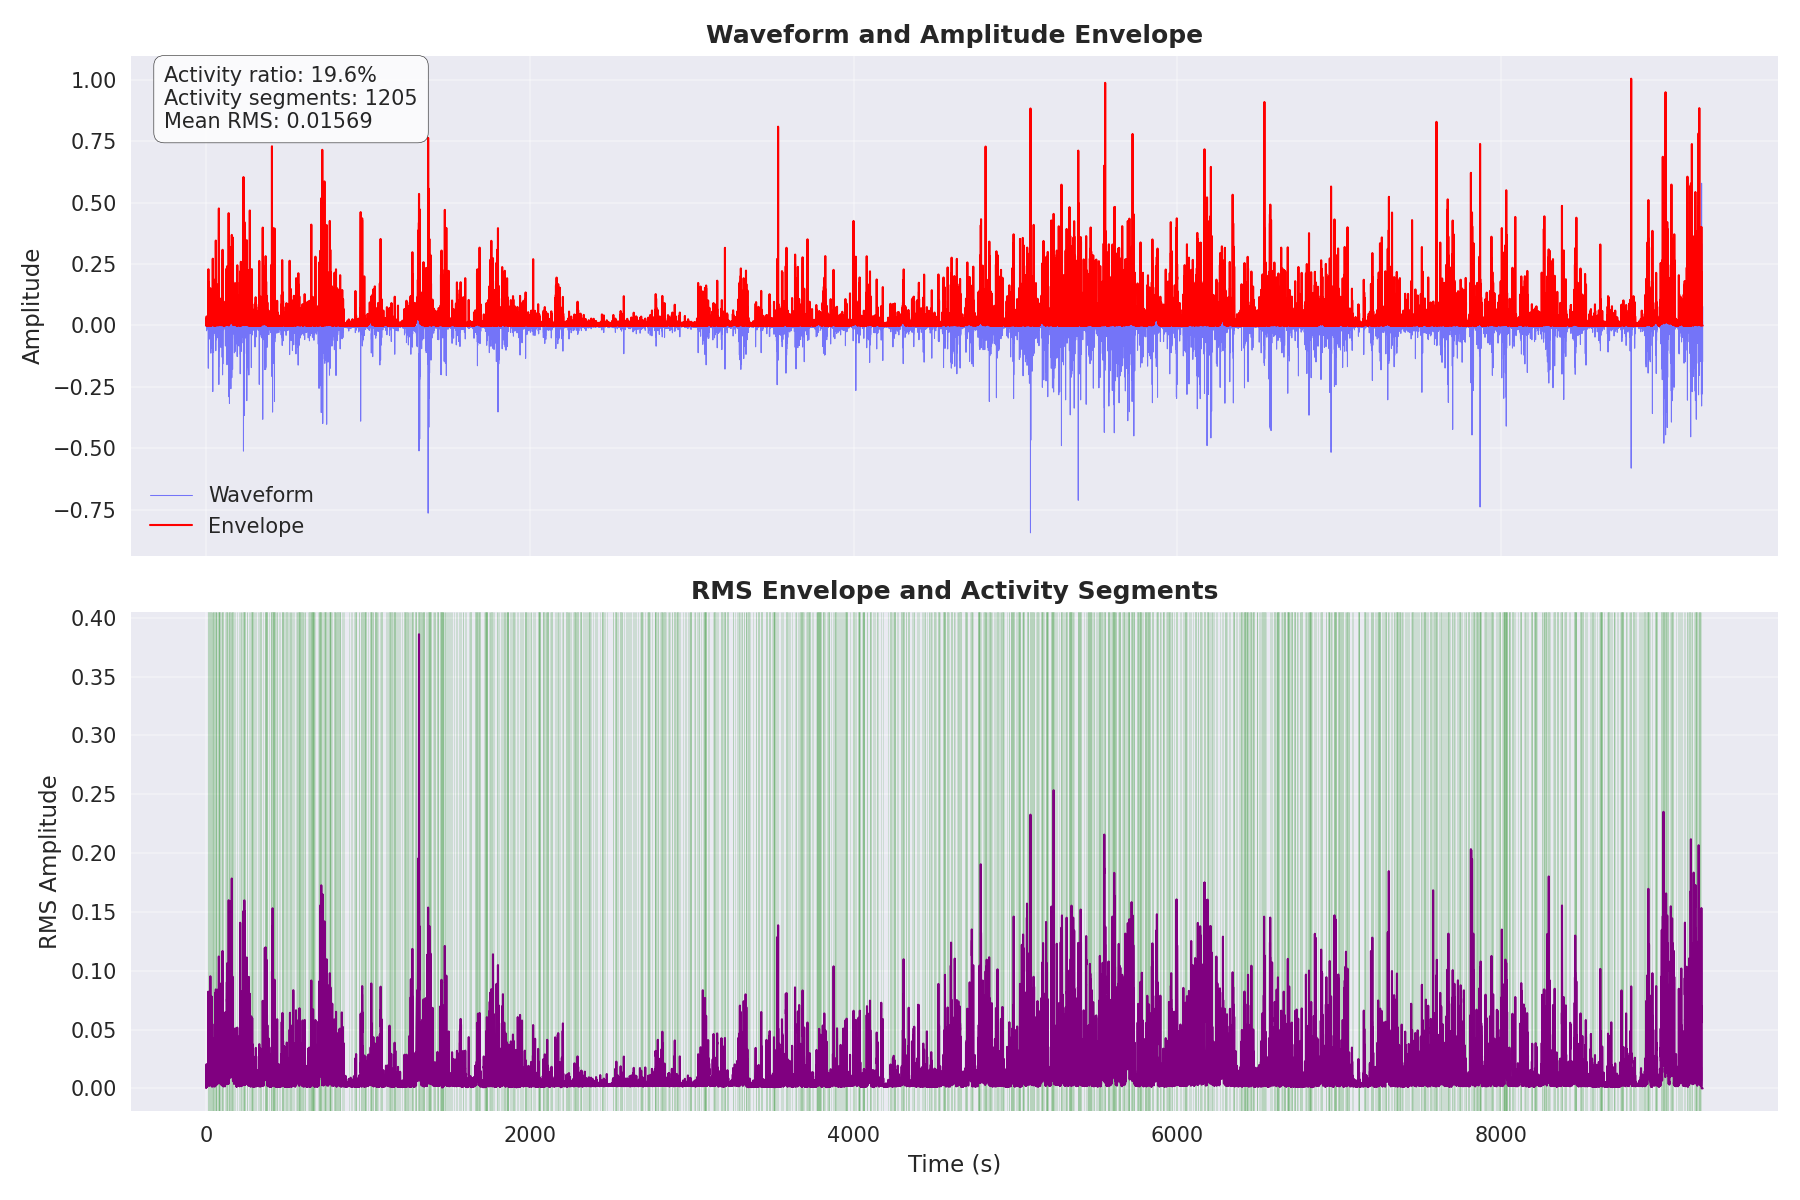 Waveform and Amplitude Envelope
Activity ratio: 19.6%
Activity segments: 1205
Mean RMS: 0.01569
1.00
0.75
0.50
0.25
0.00
−0.25
−0.50
−0.75
Amplitude
Waveform
Envelope
RMS Envelope and Activity Segments
0.40
0.35
0.30
0.25
0.20
0.15
0.10
0.05
0.00
RMS Amplitude
0
2000
4000
6000
8000
Time (s)